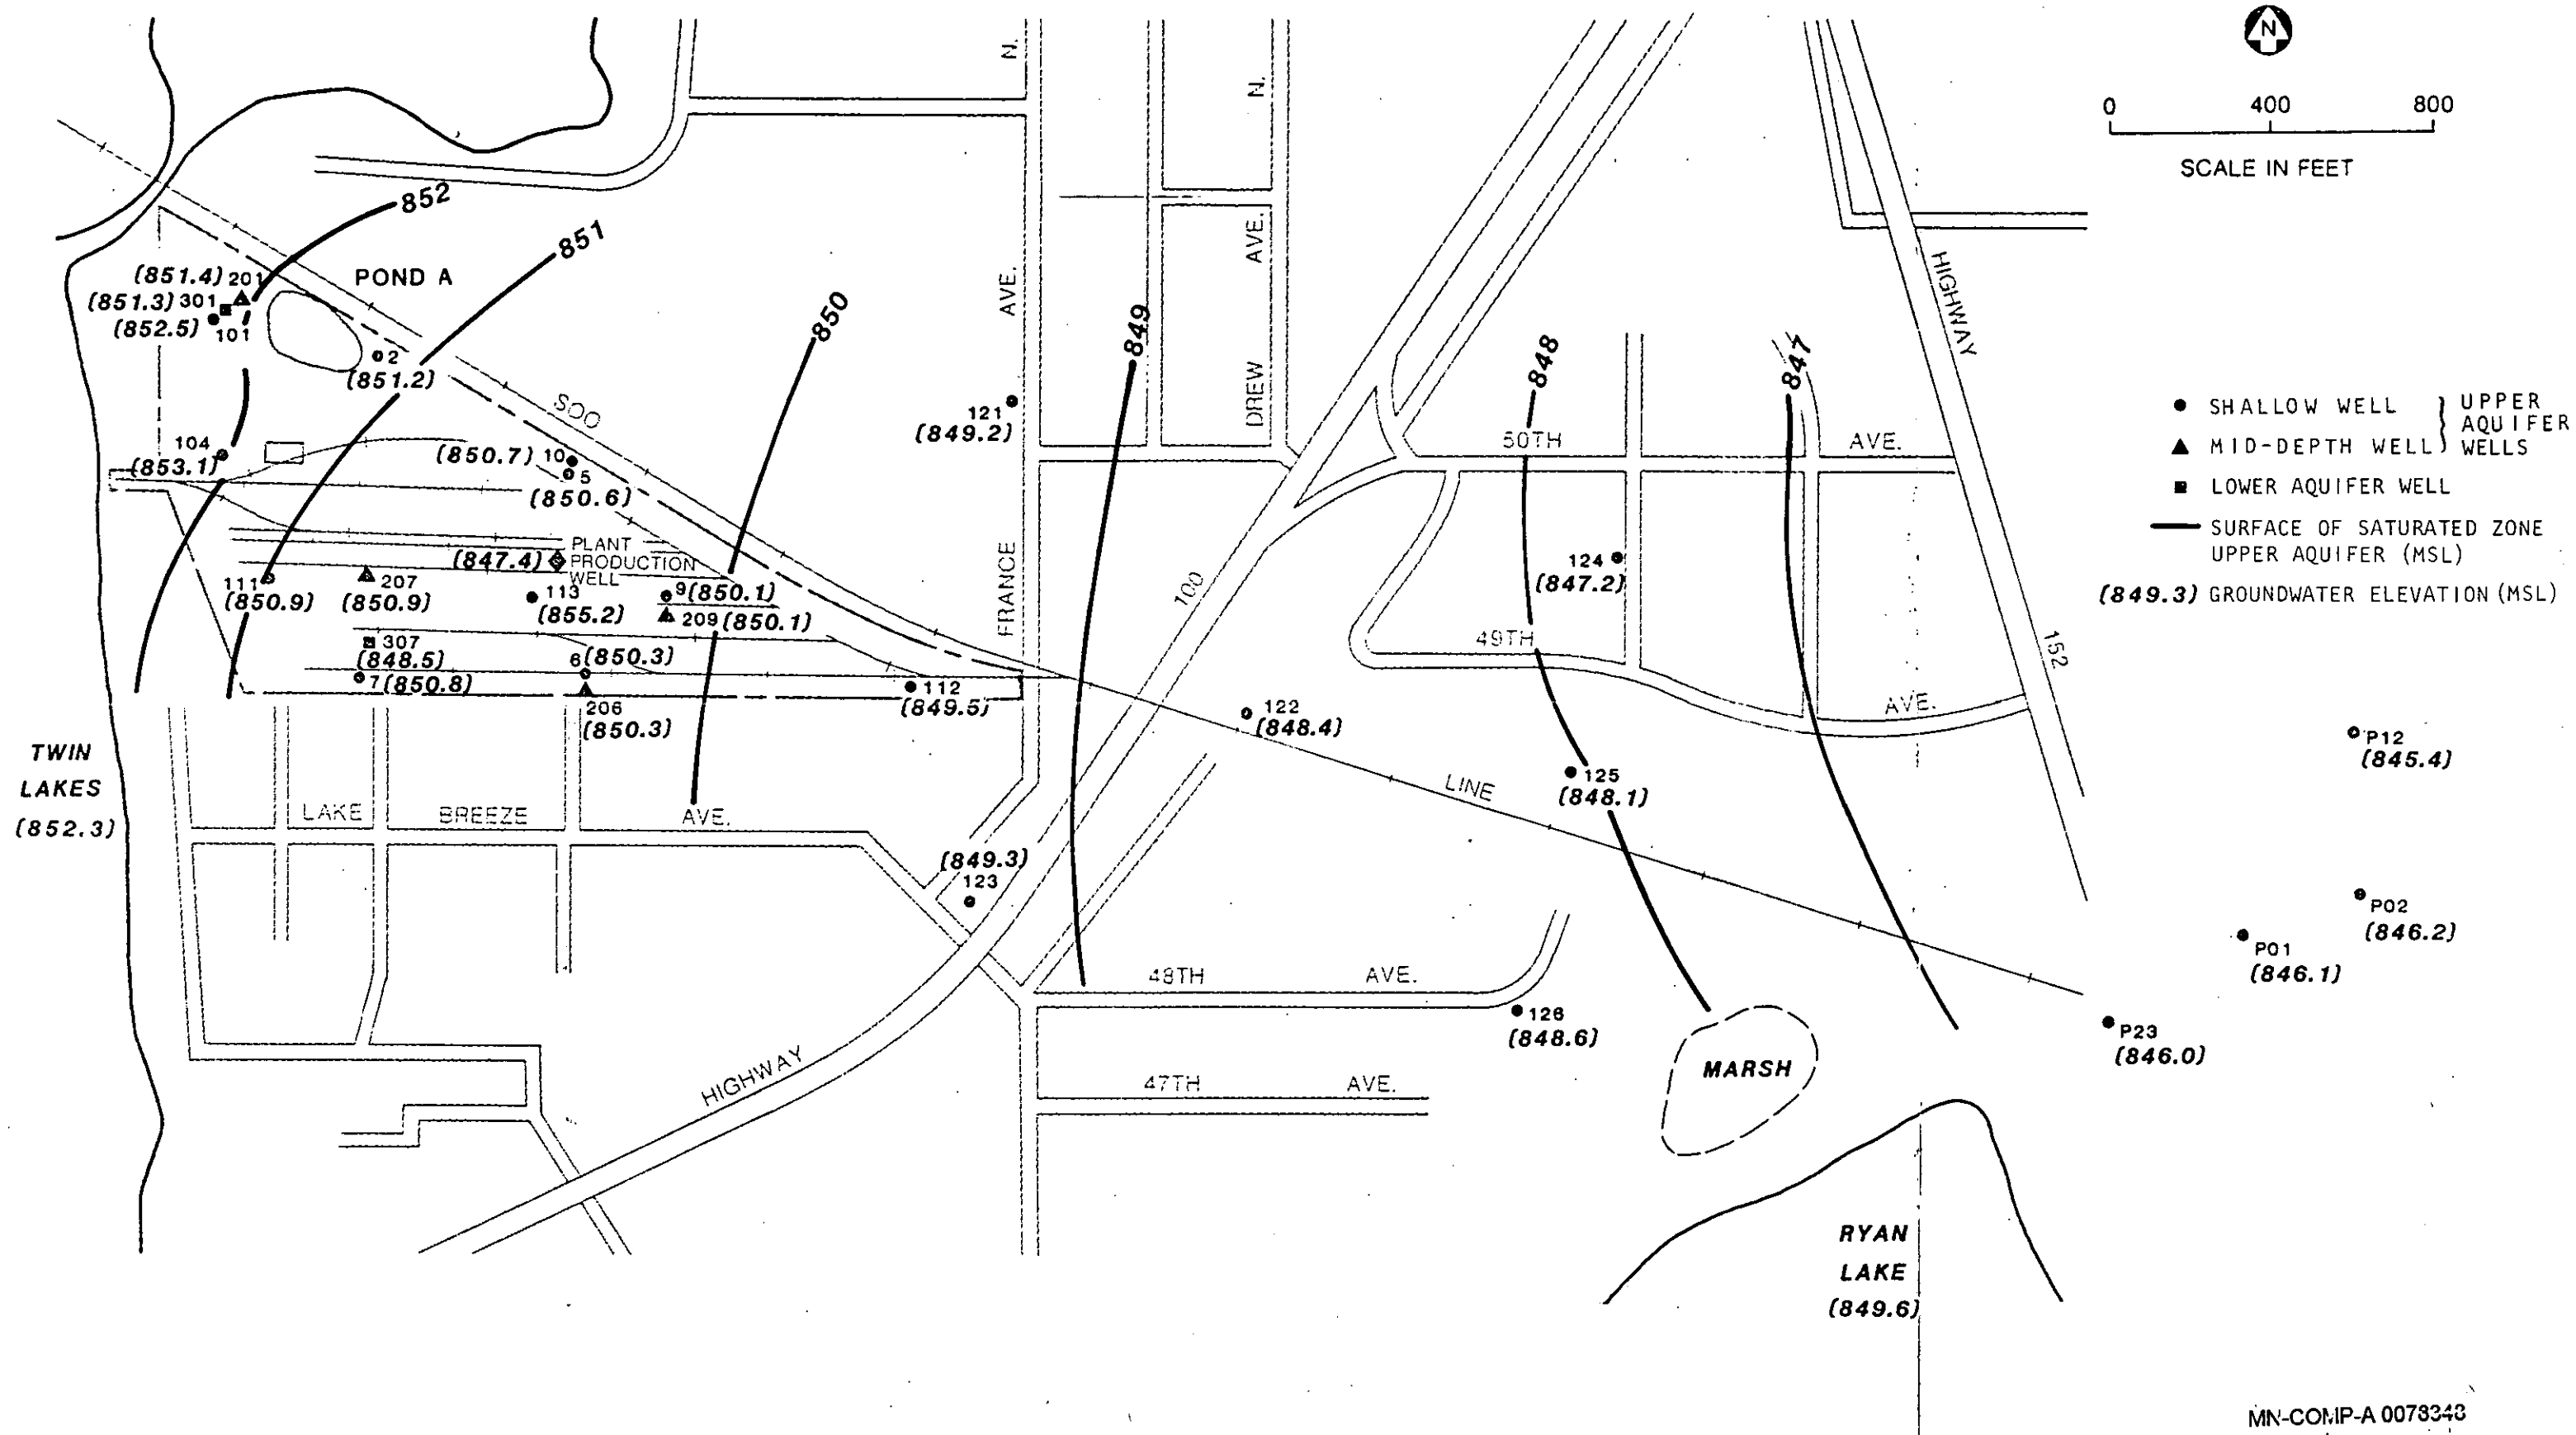 N
0 400 800
SCALE IN FEET
N.
N.
852
851
850
849
848
847
AVE.
AVE.
DREW
FRANCE
HIGHWAY
152
POND A
(851.4) 201
(851.3) 301
(852.5)
101
2
(851.2)
SOO
104
(853.1)
(850.7) 10
5
(850.6)
121
(849.2)
50TH AVE.
SHALLOW WELL
MID-DEPTH WELL
UPPER
AQUIFER
WELLS
LOWER AQUIFER WELL
SURFACE OF SATURATED ZONE
UPPER AQUIFER (MSL)
(849.3) GROUNDWATER ELEVATION (MSL)
(847.4)
PLANT
PRODUCTION
WELL
111
(850.9)
207
(850.9)
113
(855.2)
9 (850.1)
209 (850.1)
307
(848.5)
7 (850.8)
6 (850.3)
206
(850.3)
112
(849.5)
100
124
(847.2)
49TH
AVE.
122
(848.4)
125
(848.1)
LINE
P12
(845.4)
TWIN
LAKES
(852.3)
LAKE BREEZE AVE.
(849.3)
123
P02
(846.2)
P01
(846.1)
48TH AVE.
126
(848.6)
P23
(846.0)
HIGHWAY
47TH AVE.
MARSH
RYAN
LAKE
(849.6)
MN-COMP-A 0078343